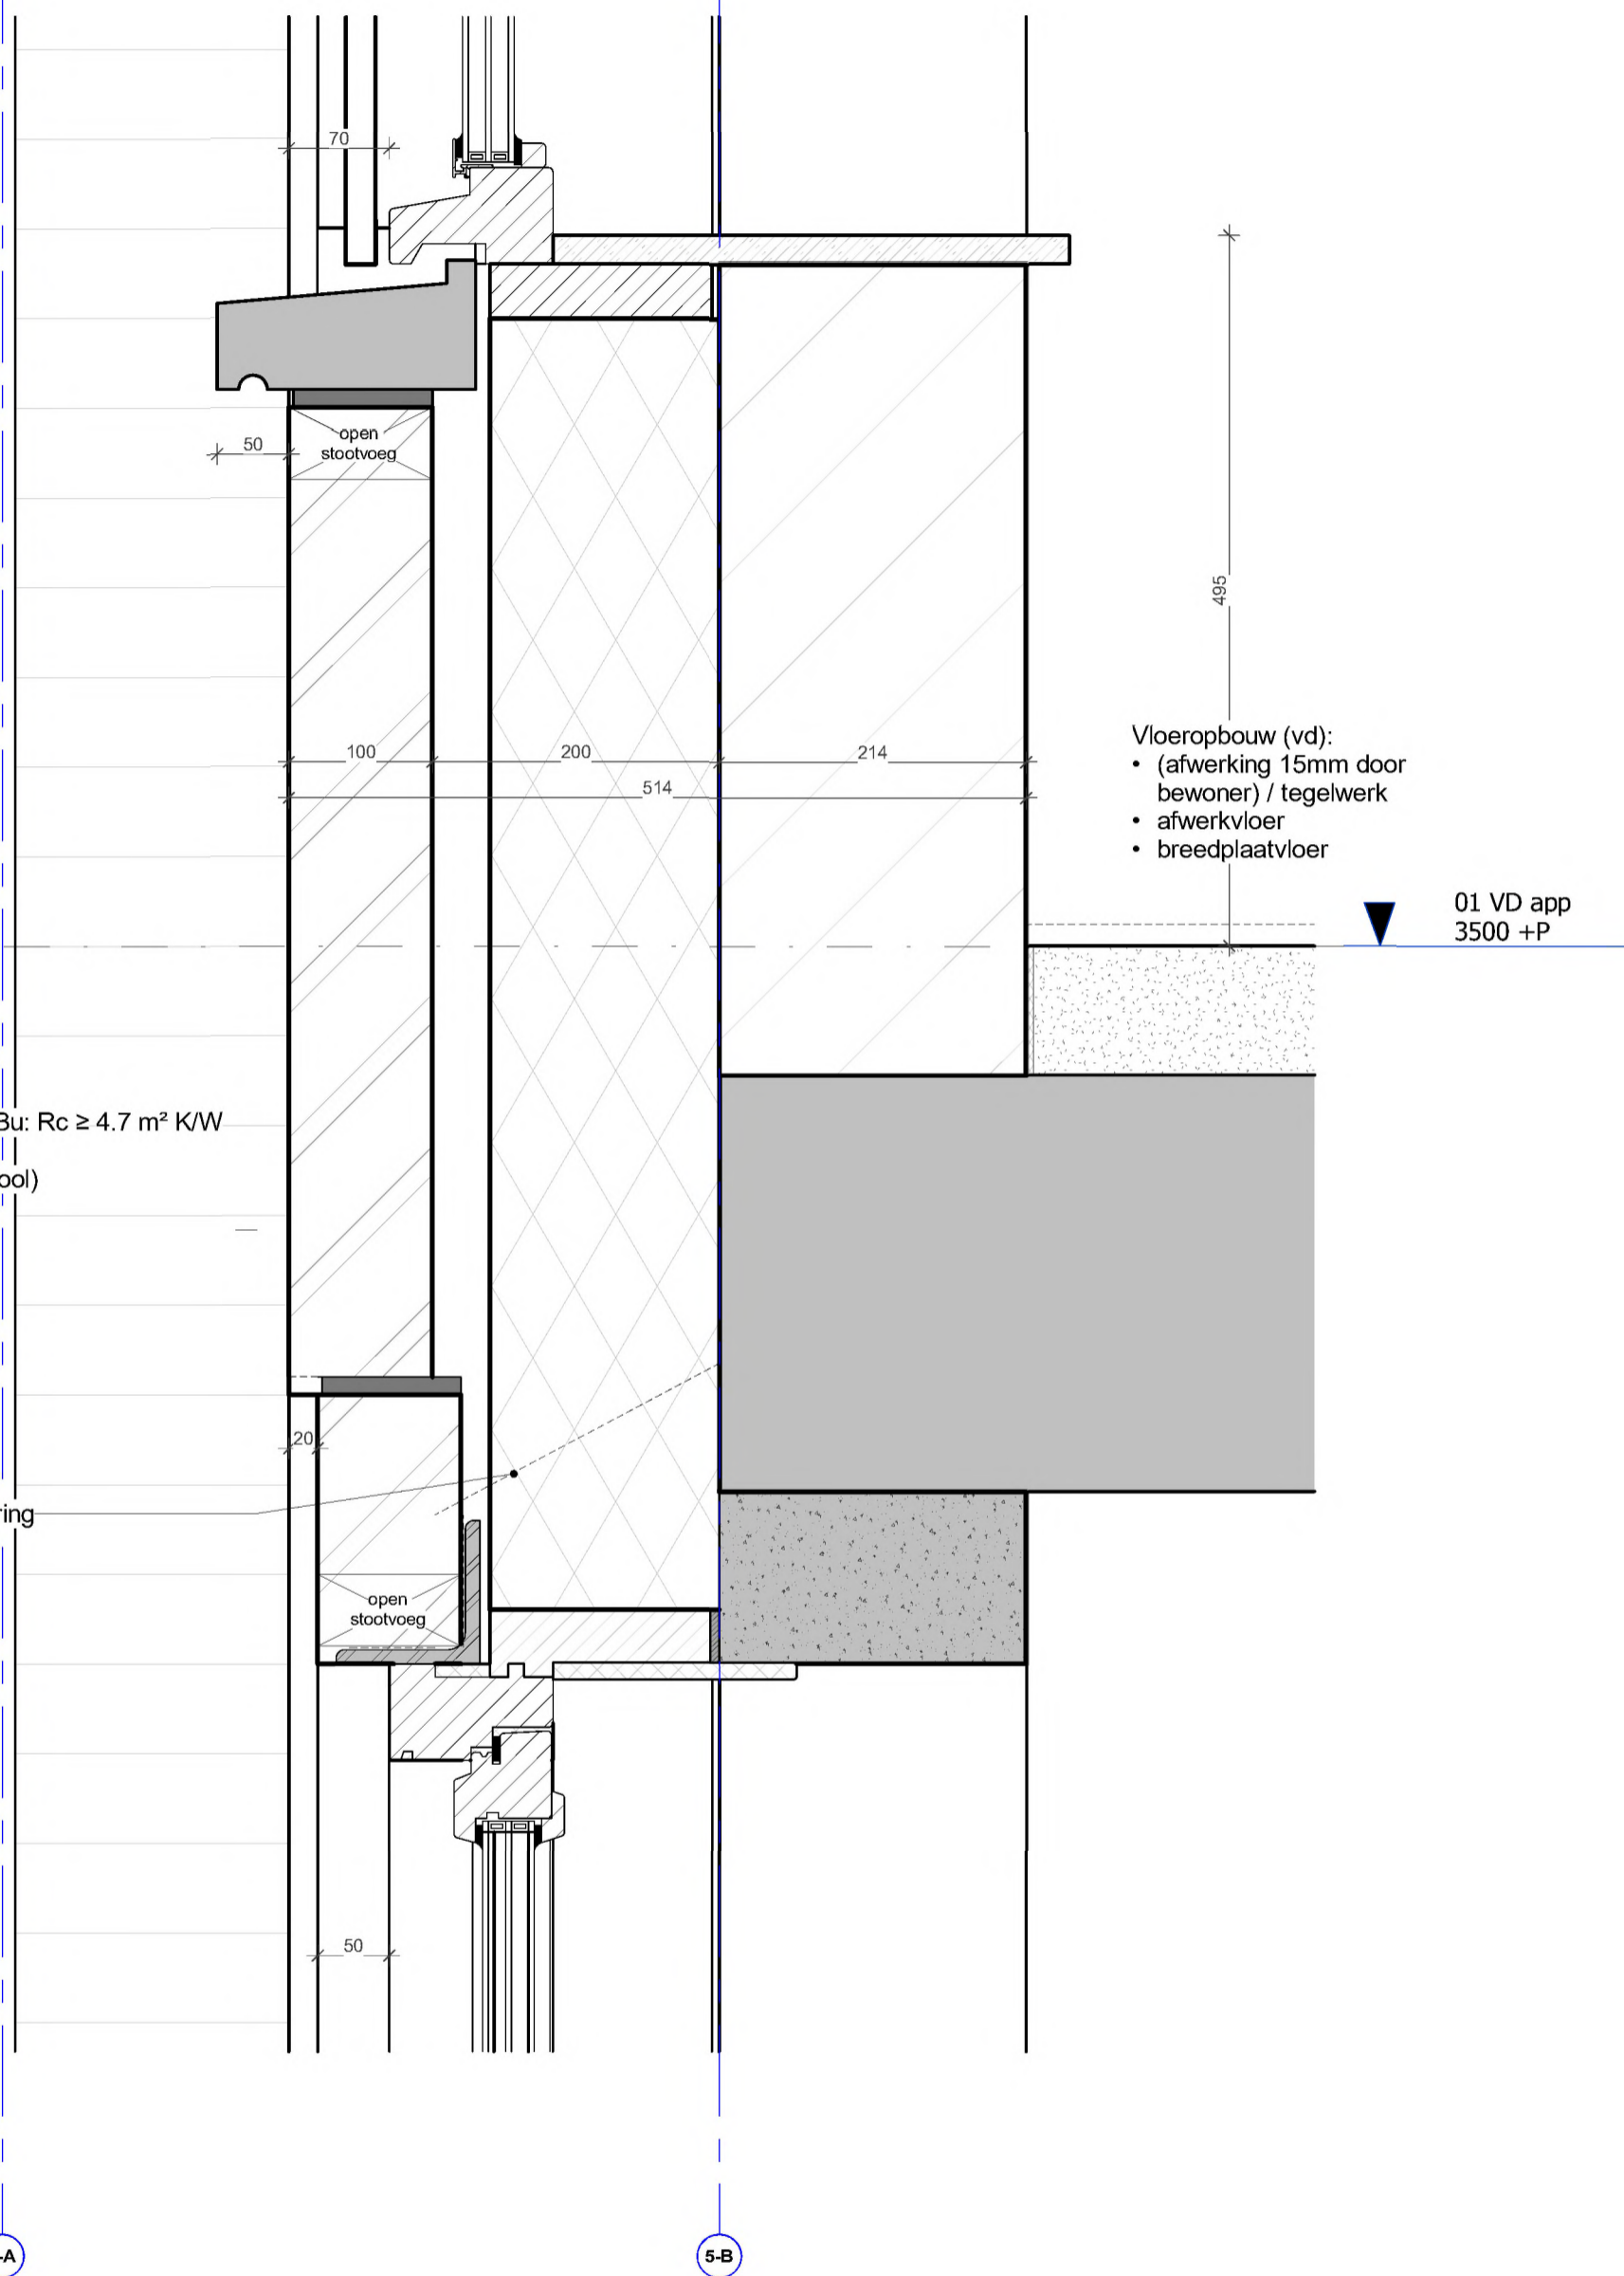 70
open
stootvoeg
50
495
100
200
214
514
Vloeropbouw (vd):
• (afwerking 15mm door
bewoner) / tegelwerk
• afwerkvloer
• breedplaatvloer
01 VD app
3500 +P
Bu: Rc ≥ 4.7 m² K/W
ool)
20
ring
open
stootvoeg
50
-A
5-B